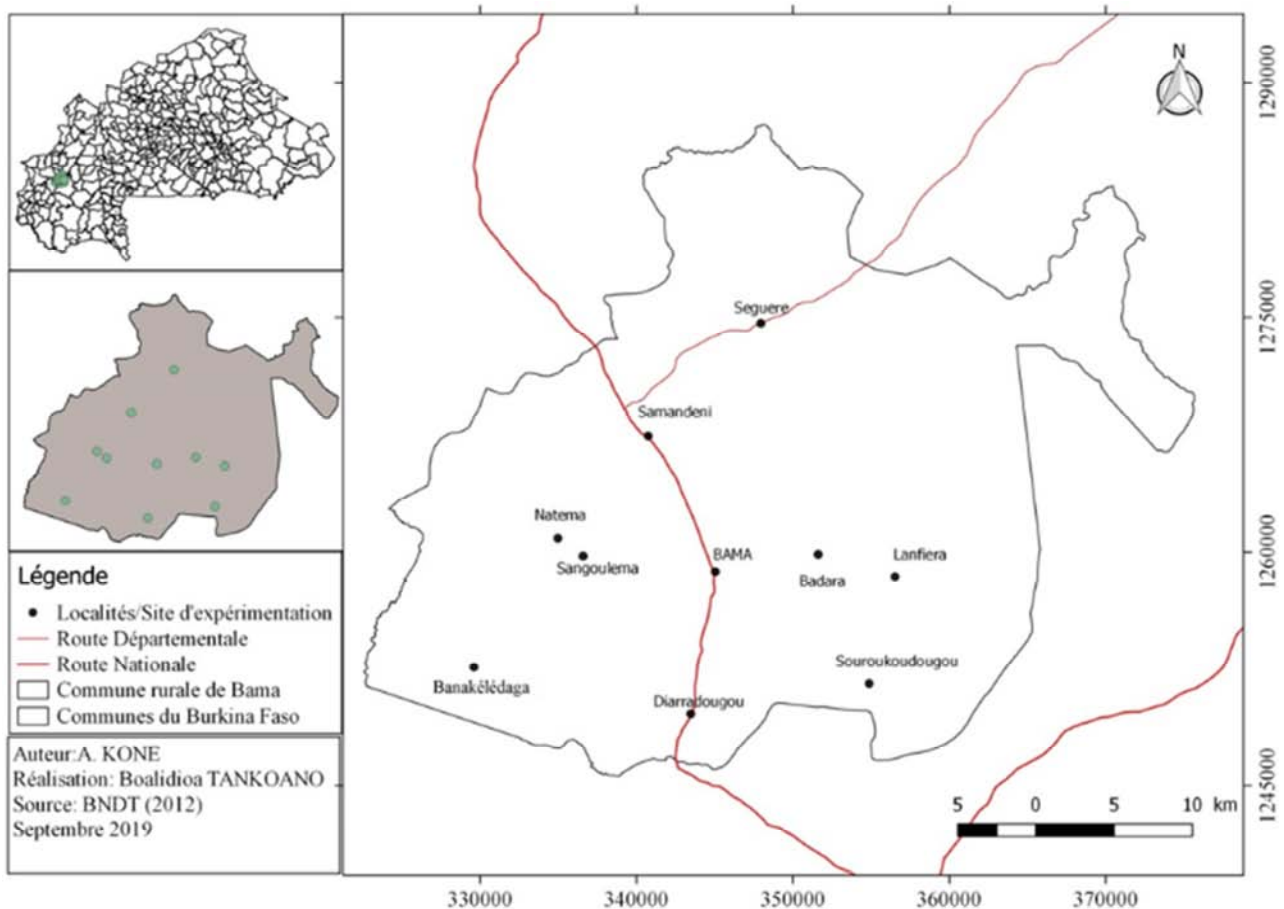 N
Seguere
Samandeni
Natema
Sangoulema
BAMA
Badara
Lanfiera
Souroukoudougou
Banakélédaga
Diarradougou
5 0 5 10 km
330000 340000 350000 360000 370000
1290000
1275000
1260000
1245000
Légende
Localités/Site d'expérimentation
Route Départementale
Route Nationale
Commune rurale de Bama
Communes du Burkina Faso
Auteur:A. KONE
Réalisation: Boalidioa TANKOANO
Source: BNDT (2012)
Septembre 2019